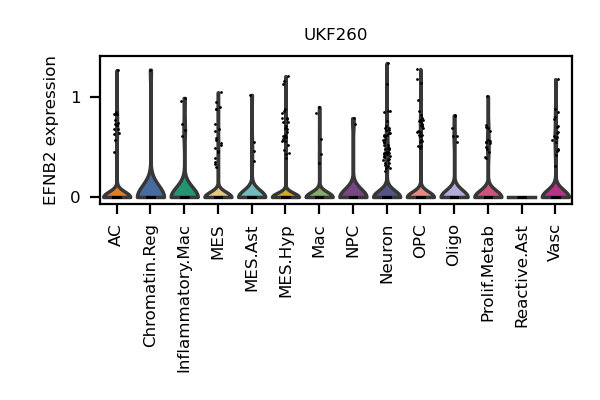 UKF260
EFNB2 expression
1
0
AC
Chromatin.Reg
Inflammatory.Mac
MES
MES.Ast
MES.Hyp
Mac
NPC
Neuron
OPC
Oligo
Prolif.Metab
Reactive.Ast
Vasc